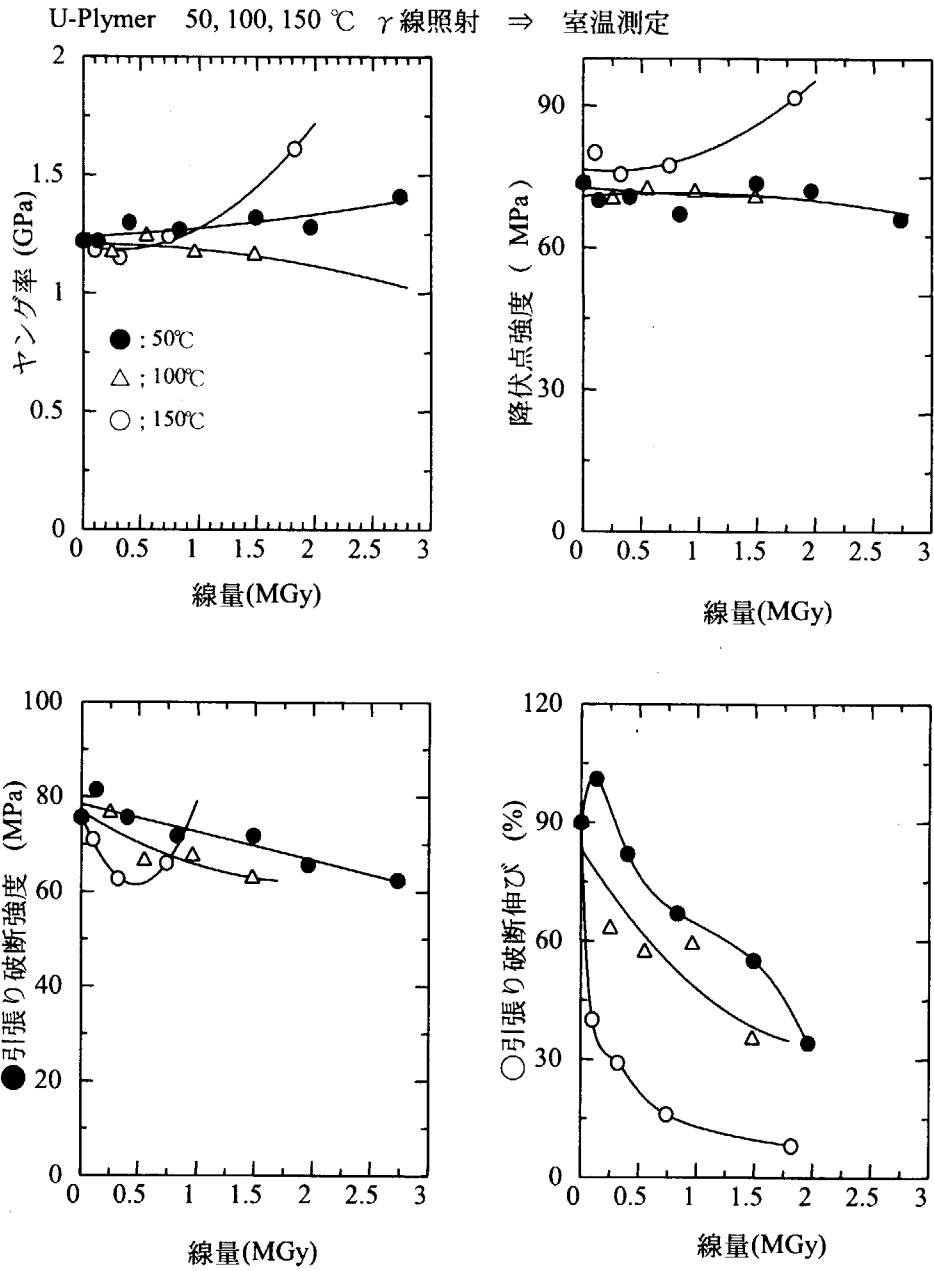 U-Plymer 50, 100, 150 ℃ γ線照射 ⇒ 室温測定
2
1.5
1
0.5
0
ヤング率 (GPa)
●:50℃
△;100℃
○;150℃
0 0.5 1 1.5 2 2.5 3
線量(MGy)
90
60
30
0
降伏点強度 ( MPa)
0 0.5 1 1.5 2 2.5 3
線量(MGy)
100
80
60
40
20
0
●引張り破断強度 (MPa)
0 0.5 1 1.5 2 2.5 3
線量(MGy)
120
90
60
30
0
○引張り破断伸び (%)
0 0.5 1 1.5 2 2.5 3
線量(MGy)